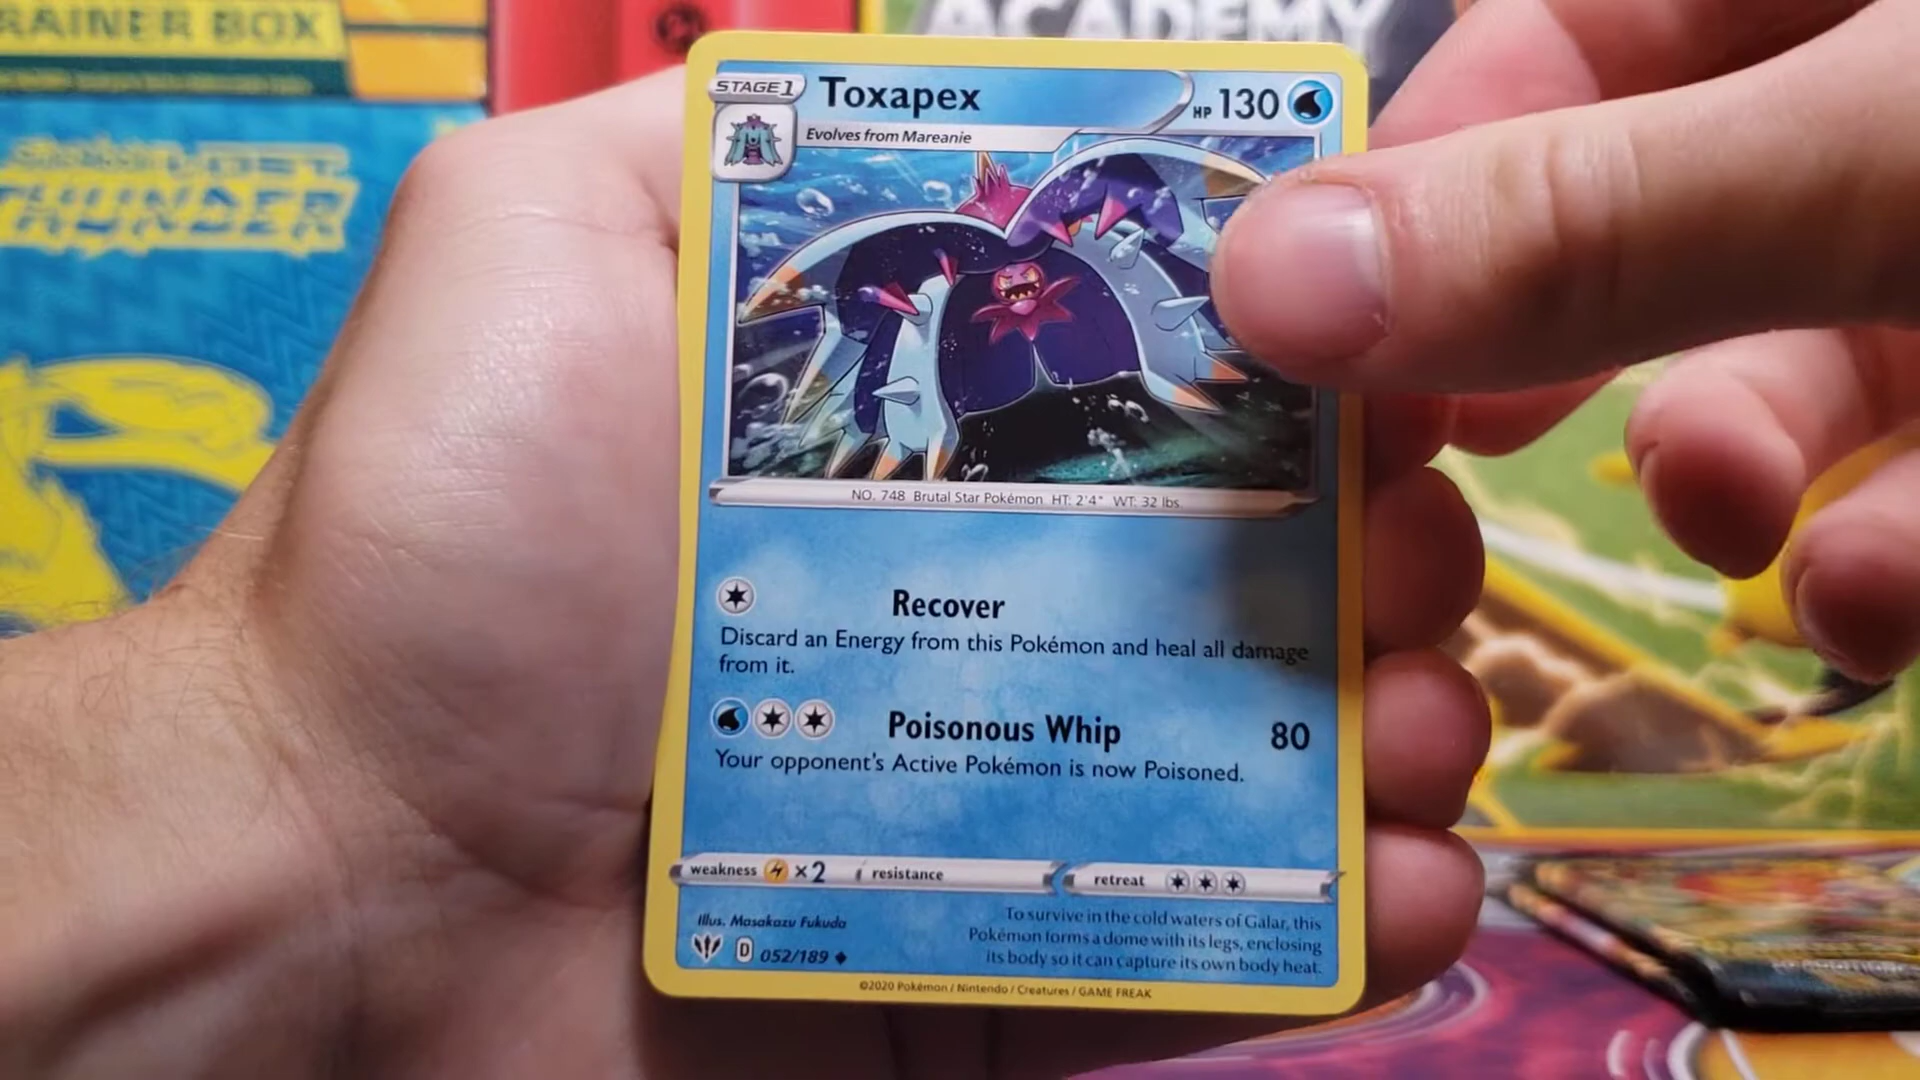 RAINER BOX
ACADEMY
LOST
THUNDER
STAGE 1
Toxapex
HP 130
Evolves from Mareanie
NO. 748 Brutal Star Pokémon HT: 2'4" WT: 32 lbs.
Recover
Discard an Energy from this Pokémon and heal all damage
from it.
Poisonous Whip 80
Your opponent's Active Pokémon is now Poisoned.
weakness ×2 resistance retreat
Illus. Masakazu Fukuda
D 052/189
To survive in the cold waters of Galar, this
Pokémon forms a dome with its legs, enclosing
its body so it can capture its own body heat.
©2020 Pokémon / Nintendo / Creatures / GAME FREAK